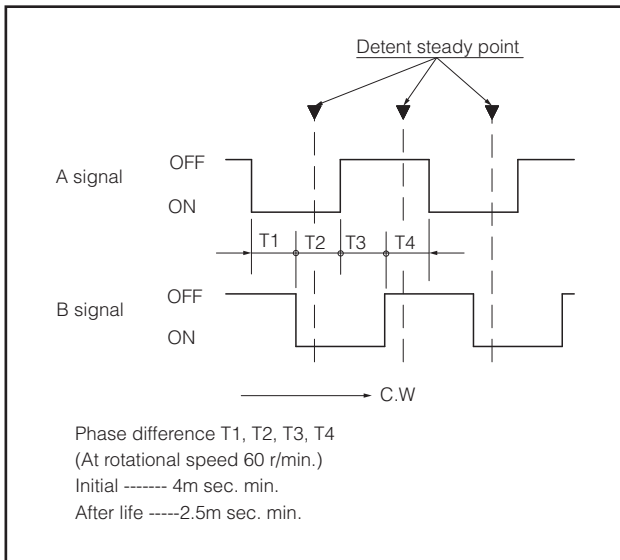 Detent steady point
OFF
A signal
ON
T1 T2 T3 T4
OFF
B signal
ON
C.W
Phase difference T1, T2, T3, T4
(At rotational speed 60 r/min.)
Initial ------- 4m sec. min.
After life -----2.5m sec. min.